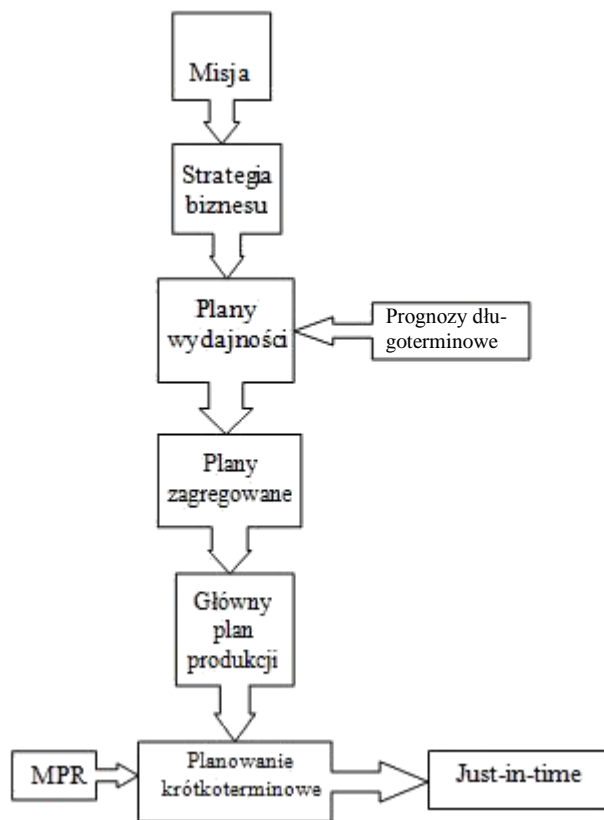 Misja
Strategia
biznesu
Plany
wydajności
Prognozy dłu-
goterminowe
Plany
zagregowane
Główny
plan
produkcji
MPR
Planowanie
krótkoterminowe
Just-in-time